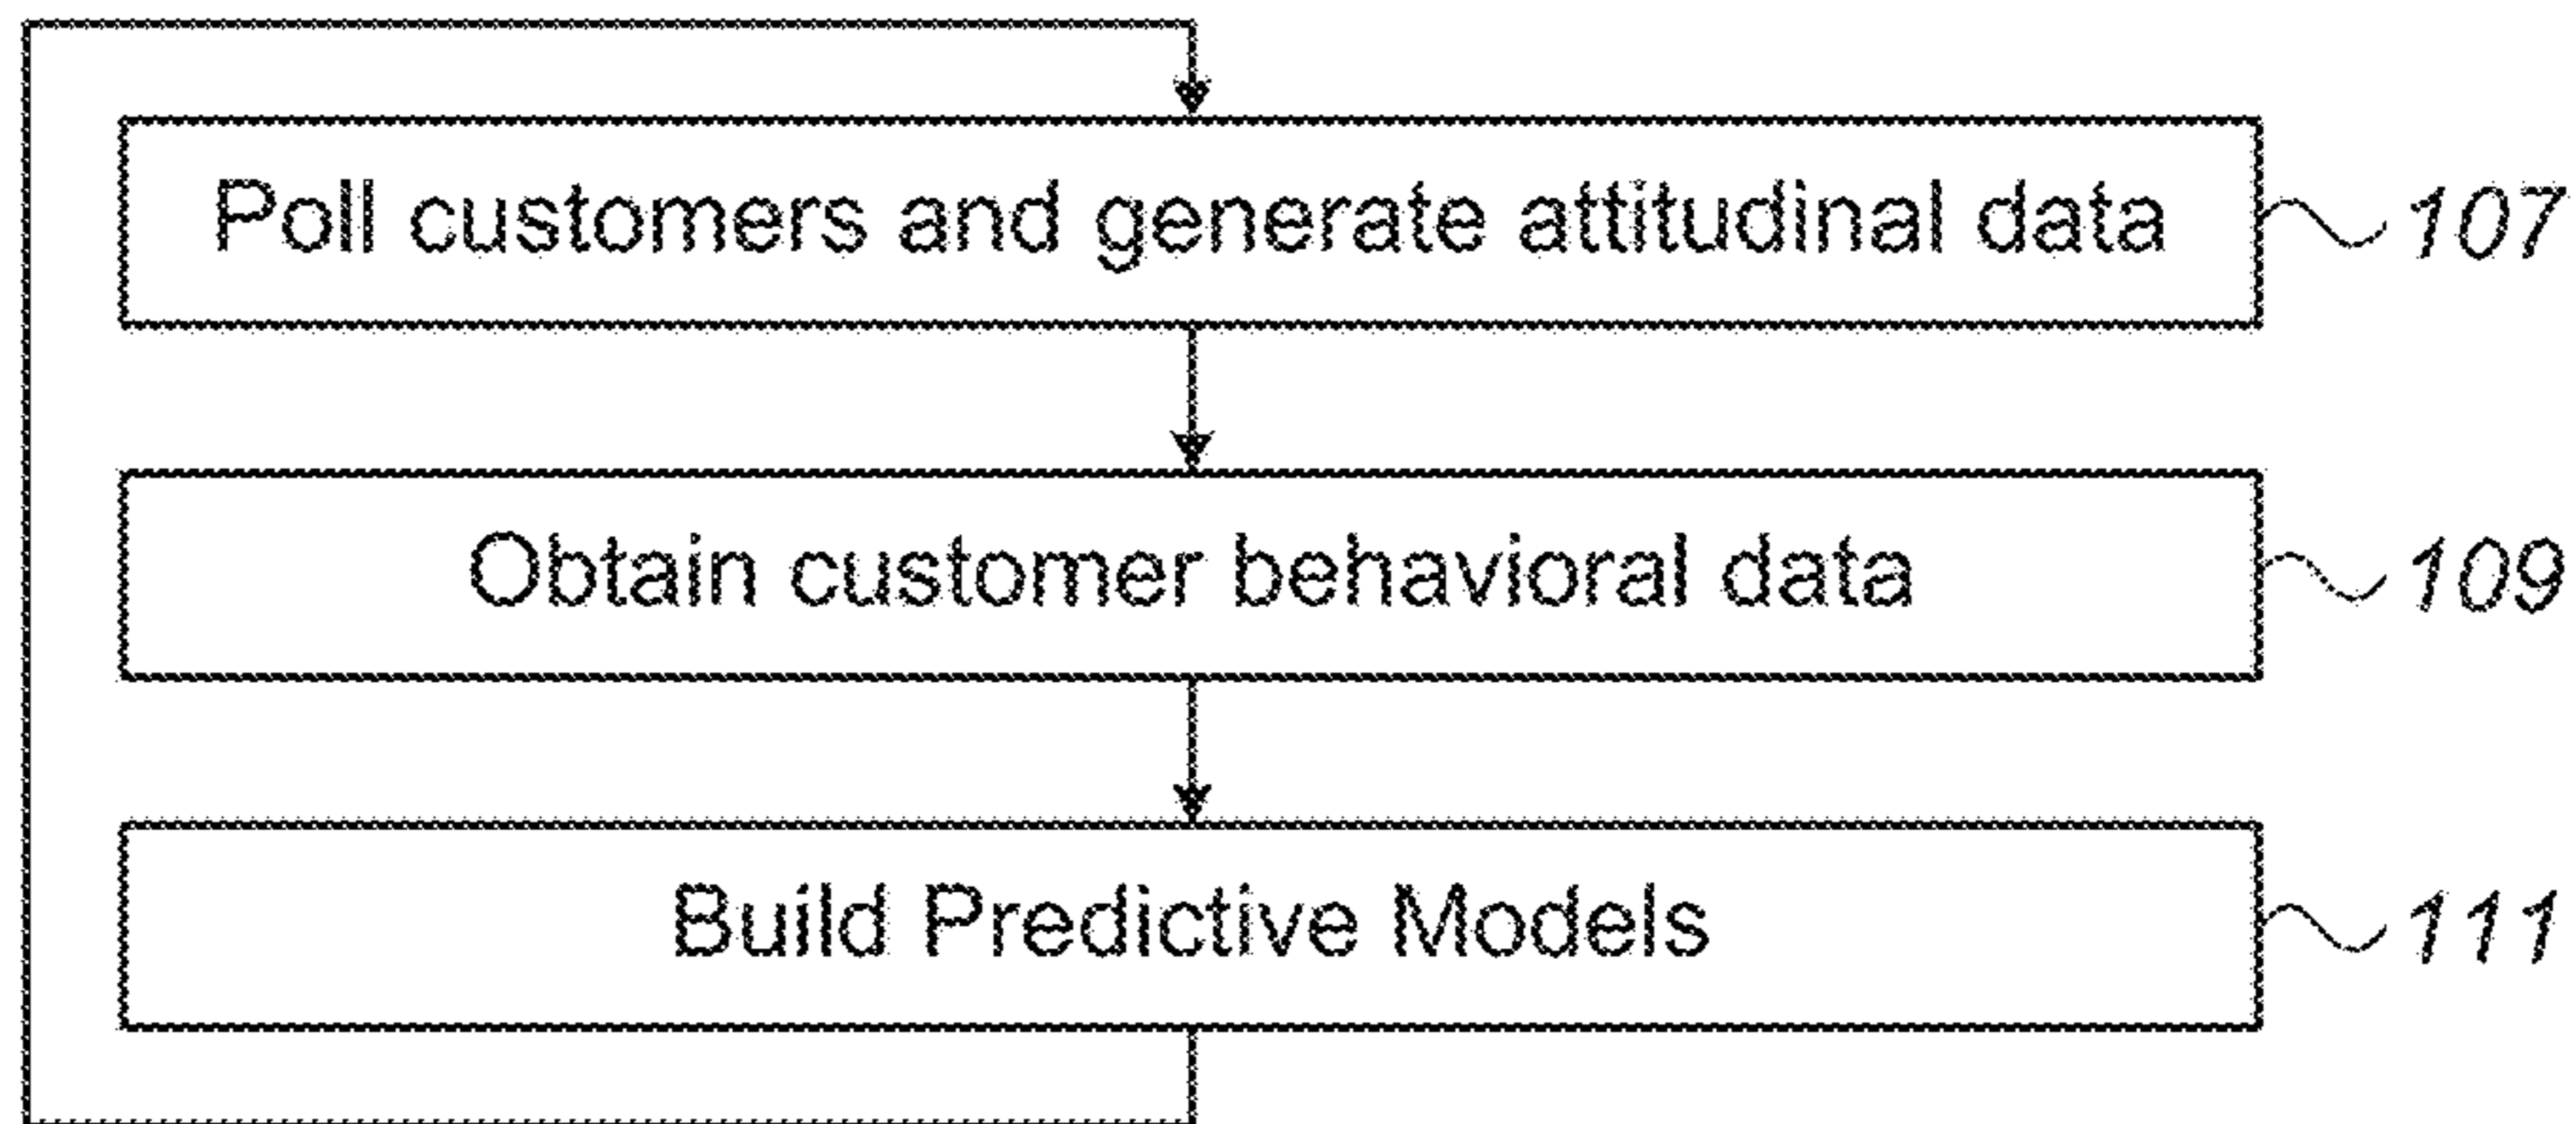 Poll customers and generate attitudinal data 107
Obtain customer behavioral data 109
Build Predictive Models 111